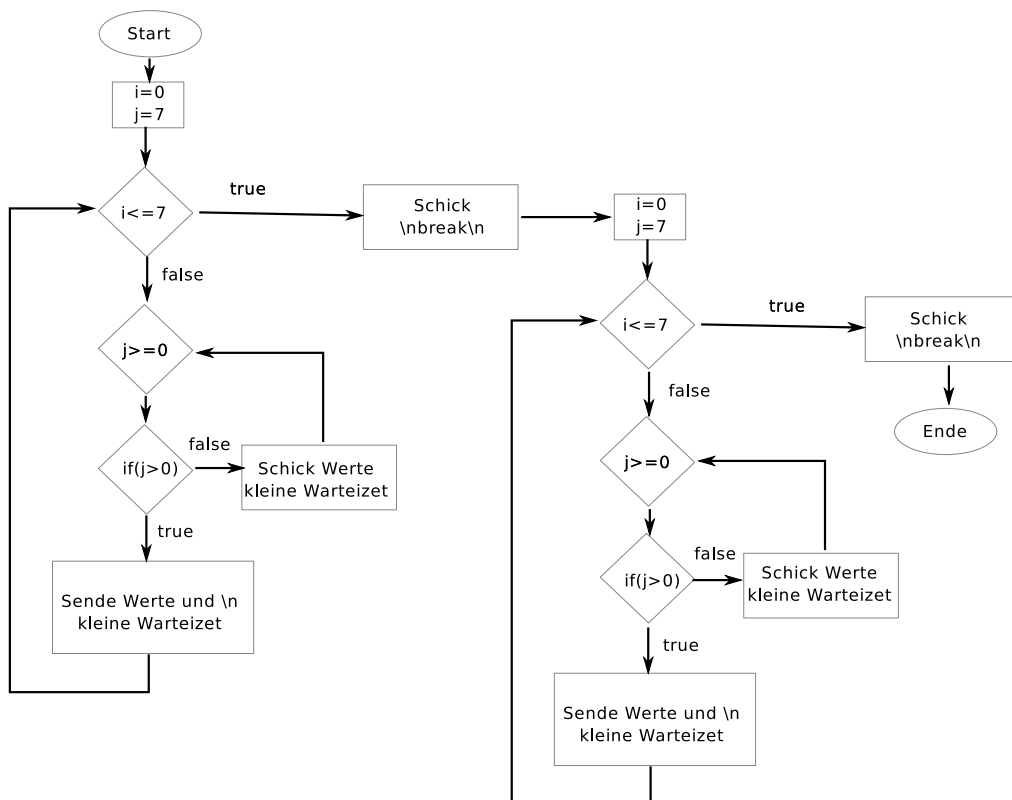 Start
i=0
j=7
i<=7
true
Schick
\nbreak\n
false
j>=0
if(j>0)
false
Schick Werte
kleine Warteizet
true
Sende Werte und \n
kleine Warteizet
i=0
j=7
i<=7
true
Schick
\nbreak\n
Ende
false
j>=0
if(j>0)
false
Schick Werte
kleine Warteizet
true
Sende Werte und \n
kleine Warteizet